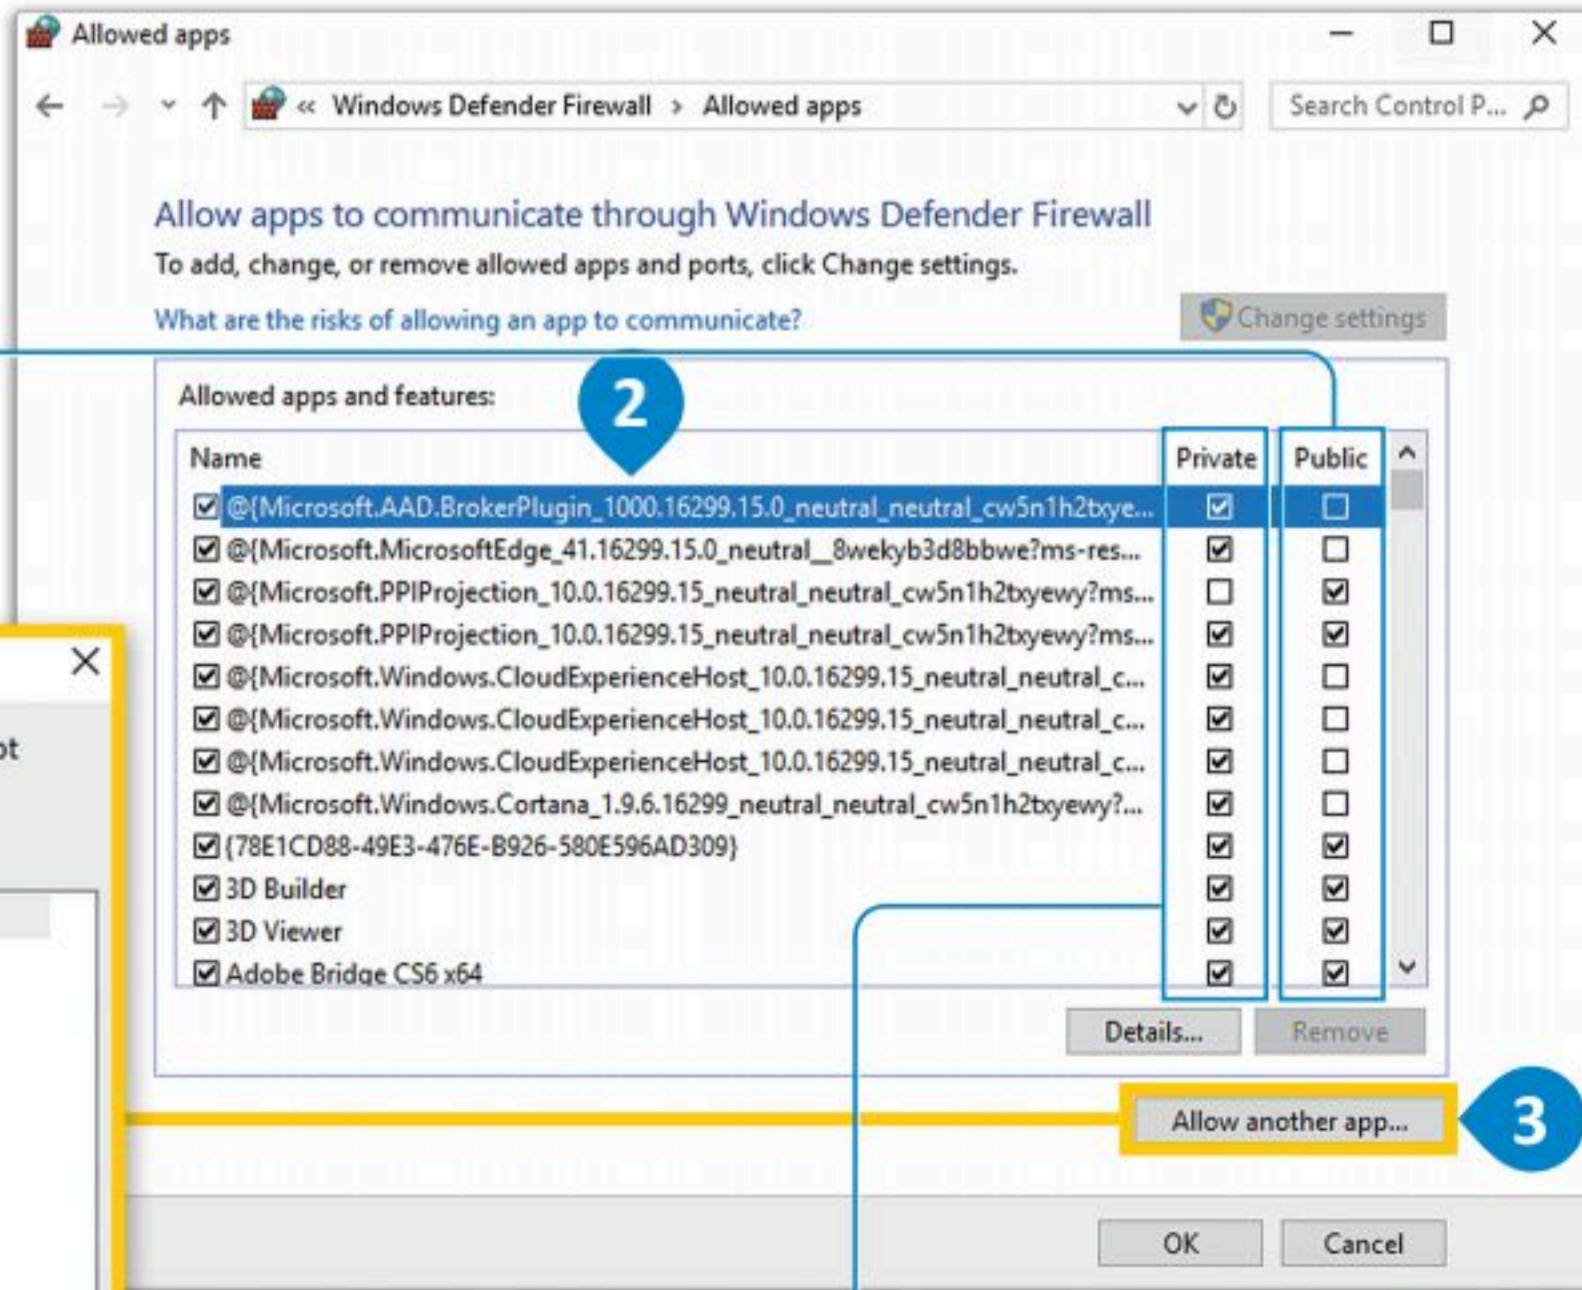 Allowed apps
« Windows Defender Firewall › Allowed apps
Search Control P...
Allow apps to communicate through Windows Defender Firewall
To add, change, or remove allowed apps and ports, click Change settings.
What are the risks of allowing an app to communicate?
Change settings
Allowed apps and features:
2
Name Private Public
@{Microsoft.AAD.BrokerPlugin_1000.16299.15.0_neutral_neutral_cw5n1h2txye...
@{Microsoft.MicrosoftEdge_41.16299.15.0_neutral__8wekyb3d8bbwe?ms-res...
@{Microsoft.PPIProjection_10.0.16299.15_neutral_neutral_cw5n1h2txyewy?ms...
@{Microsoft.PPIProjection_10.0.16299.15_neutral_neutral_cw5n1h2txyewy?ms...
@{Microsoft.Windows.CloudExperienceHost_10.0.16299.15_neutral_neutral_c...
@{Microsoft.Windows.CloudExperienceHost_10.0.16299.15_neutral_neutral_c...
@{Microsoft.Windows.CloudExperienceHost_10.0.16299.15_neutral_neutral_c...
@{Microsoft.Windows.Cortana_1.9.6.16299_neutral_neutral_cw5n1h2txyewy?...
{78E1CD88-49E3-476E-B926-580E596AD309}
3D Builder
3D Viewer
Adobe Bridge CS6 x64
Details... Remove
Allow another app...
3
OK Cancel